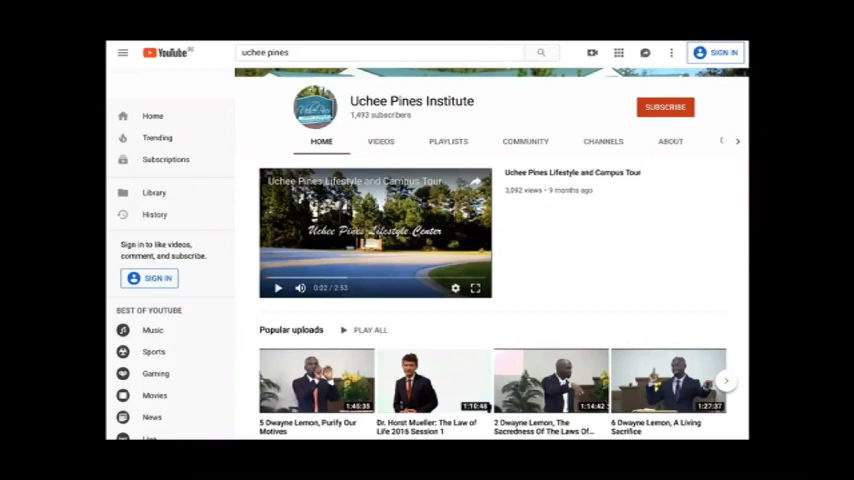 YouTube
uchee pines
SIGN IN
Uchee Pines Institute
1,493 subscribers
SUBSCRIBE
HOME VIDEOS PLAYLISTS COMMUNITY CHANNELS ABOUT
Home
Trending
Subscriptions
Library
History
Sign in to like videos,
comment, and subscribe.
SIGN IN
BEST OF YOUTUBE
Music
Sports
Gaming
Movies
News
Live
Uchee Pines Lifestyle and Campus Tour
Uchee Pines Lifestyle Center
0:02 / 2:53
Uchee Pines Lifestyle and Campus Tour
3,092 views • 9 months ago
Popular uploads PLAY ALL
1:45:35
5 Dwayne Lemon, Purify Our
Motives
1:10:48
Dr. Horst Mueller: The Law of
Life 2016 Session 1
1:14:42
2 Dwayne Lemon, The
Sacredness Of The Laws Of...
1:27:37
6 Dwayne Lemon, A Living
Sacrifice